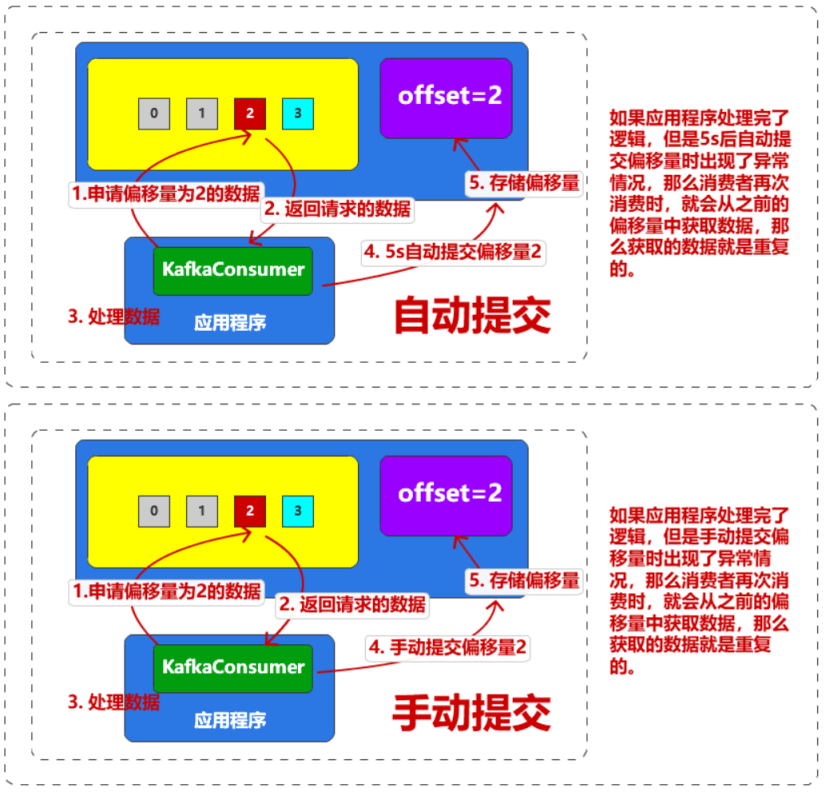 0 1 2 3
offset=2
1.申请偏移量为2的数据
2. 返回请求的数据
5. 存储偏移量
4. 5s自动提交偏移量2
KafkaConsumer
3. 处理数据
应用程序
自动提交
如果应用程序处理完了
逻辑，但是5s后自动提
交偏移量时出现了异常
情况，那么消费者再次
消费时，就会从之前的
偏移量中获取数据，那
么获取的数据就是重复
的。
0 1 2 3
offset=2
1.申请偏移量为2的数据
2. 返回请求的数据
5. 存储偏移量
4. 手动提交偏移量2
KafkaConsumer
3. 处理数据
应用程序
手动提交
如果应用程序处理完了
逻辑，但是手动提交偏
移量时出现了异常情
况，那么消费者再次消
费时，就会从之前的偏
移量中获取数据，那么
获取的数据就是重复
的。